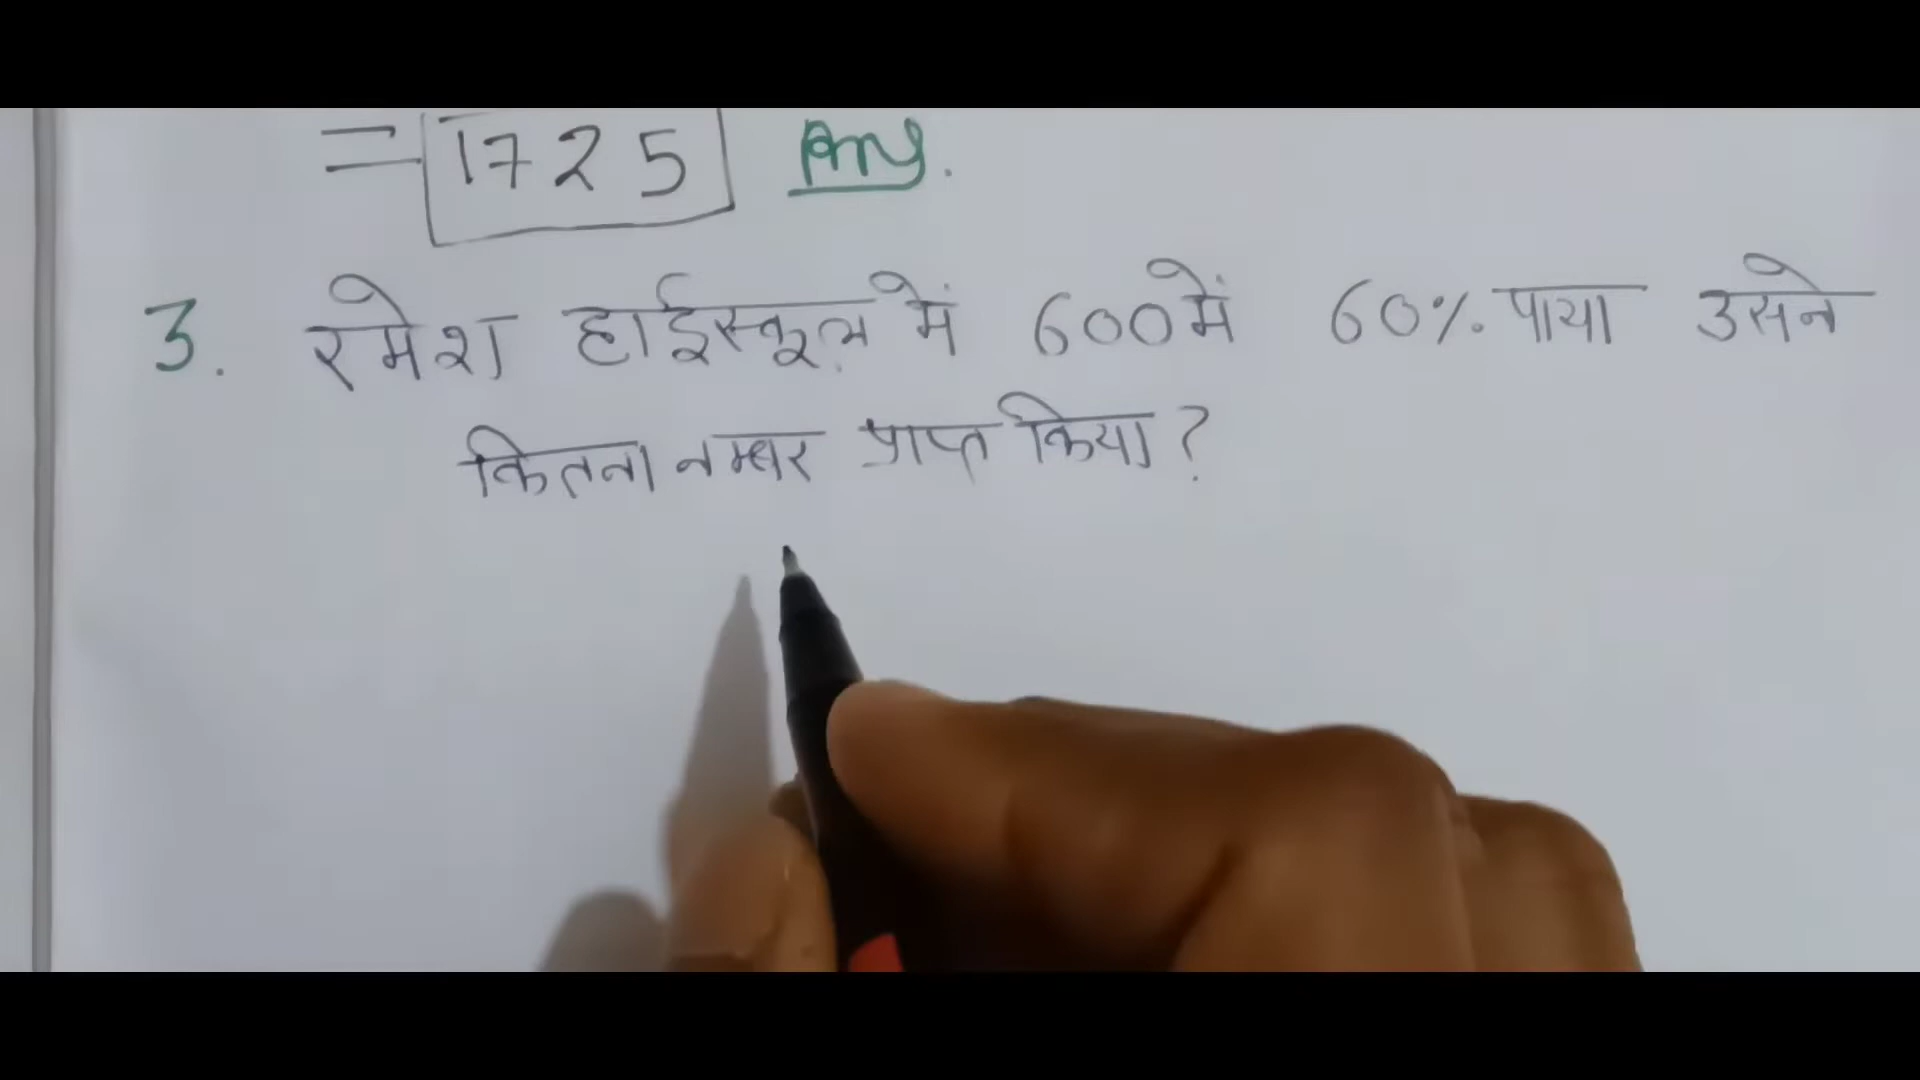 = 1725 Ans.
3. रमेश हाईस्कूल में 600 में 60% पाया उसने
कितना नम्बर प्राप्त किया ?